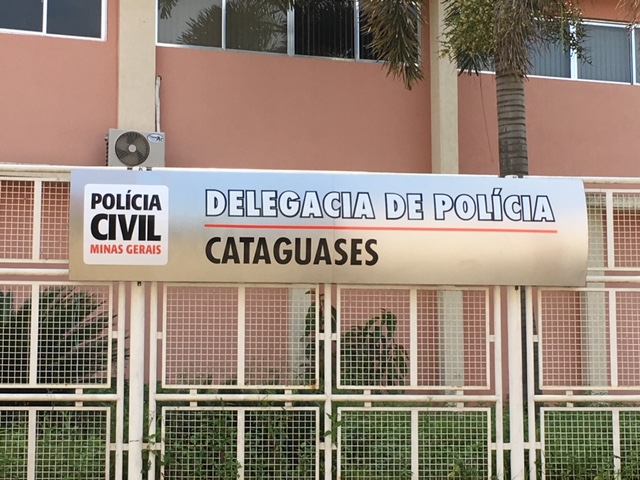 POLÍCIA
CIVIL
MINAS GERAIS
DELEGACIA DE POLÍCIA
CATAGUASES